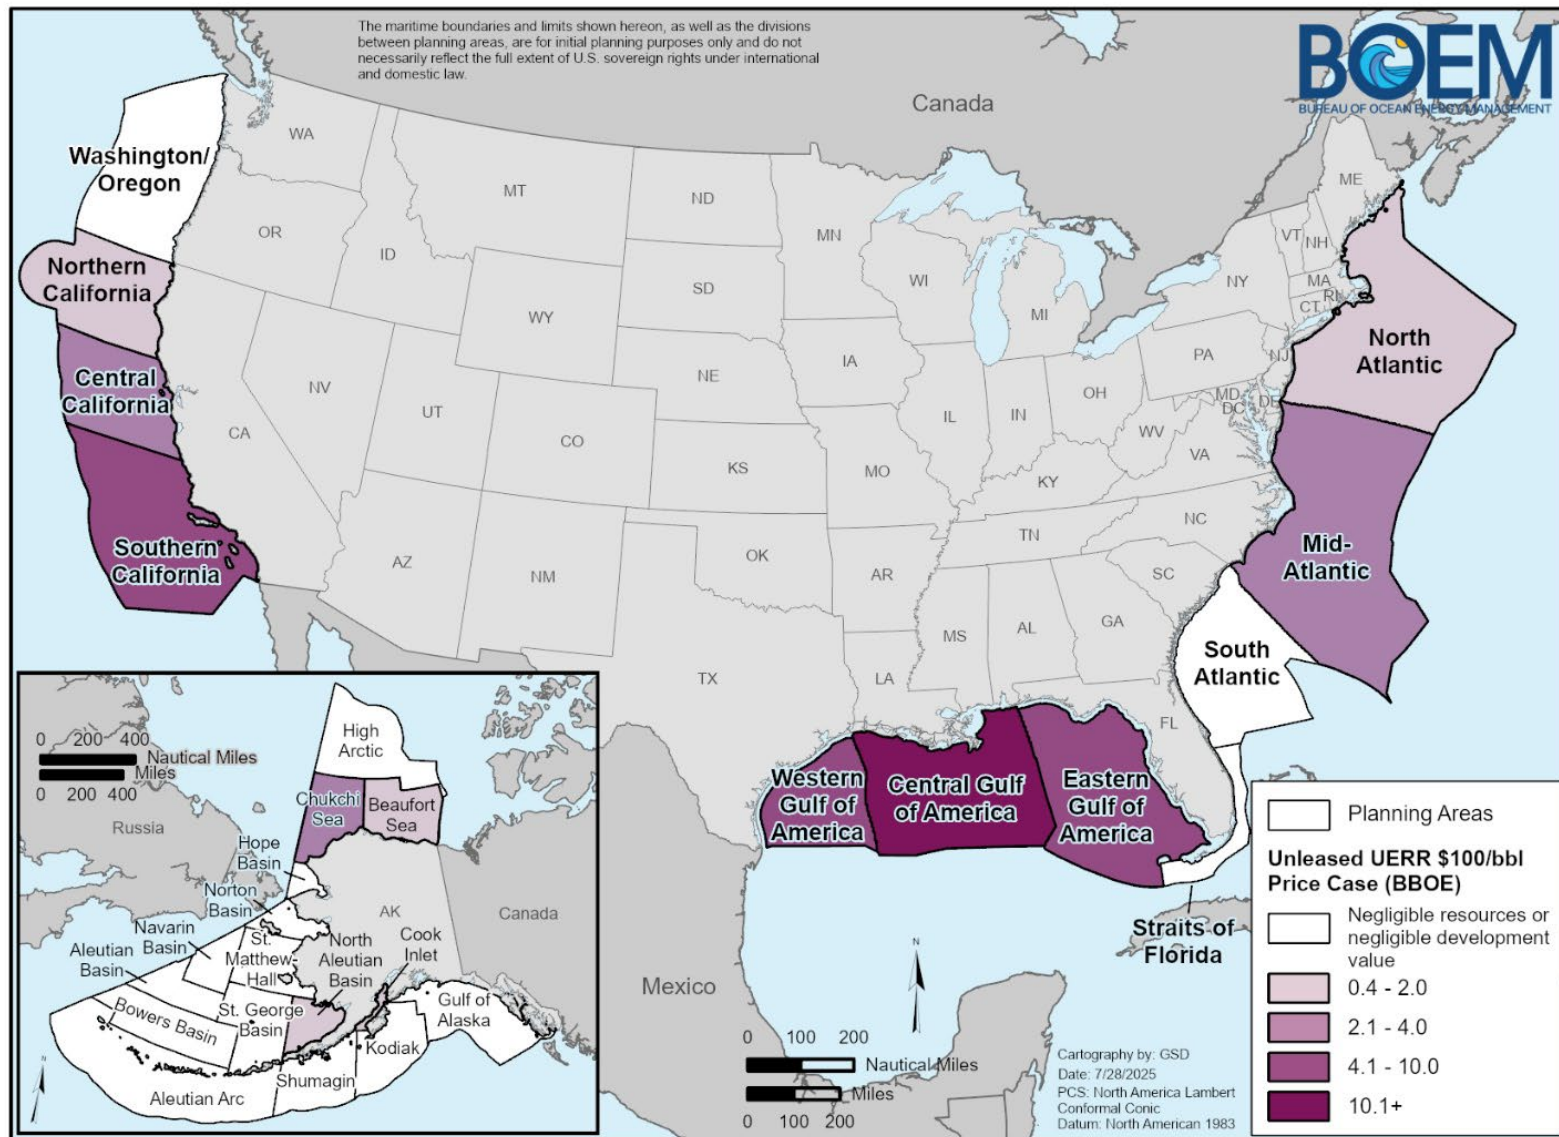 The maritime boundaries and limits shown hereon, as well as the divisions
between planning areas, are for initial planning purposes only and do not
necessarily reflect the full extent of U.S. sovereign rights under international
and domestic law.
BOEM
BUREAU OF OCEAN ENERGY MANAGEMENT
Canada
Washington/
Oregon
Northern
California
Central
California
Southern
California
WA
OR
CA
ID
NV
MT
WY
UT
AZ
CO
NM
ND
SD
NE
KS
OK
TX
MN
IA
MO
AR
LA
WI
IL
MI
IN
OH
KY
TN
MS
AL
GA
FL
SC
NC
VA
WV
PA
NY
VT
NH
ME
MA
CT
RI
NJ
MD
DE
DC
North
Atlantic
Mid-
Atlantic
South
Atlantic
Western
Gulf of
America
Central Gulf
of America
Eastern
Gulf of
America
Straits of
Florida
Mexico
0 200 400
Nautical Miles
Miles
0 200 400
High
Arctic
Chukchi
Sea
Beaufort
Sea
Russia
Hope
Basin
Norton
Basin
Navarin
Basin
Aleutian
Basin
St.
Matthew-
Hall
AK
Canada
North
Aleutian
Basin
Cook
Inlet
Bowers Basin
St. George
Basin
Gulf of
Alaska
Kodiak
Shumagin
Aleutian Arc
N
N
0 100 200
Nautical Miles
Miles
0 100 200
Cartography by: GSD
Date: 7/28/2025
PCS: North America Lambert
Conformal Conic
Datum: North American 1983
Planning Areas
Unleased UERR $100/bbl
Price Case (BBOE)
Negligible resources or
negligible development
value
0.4 - 2.0
2.1 - 4.0
4.1 - 10.0
10.1+